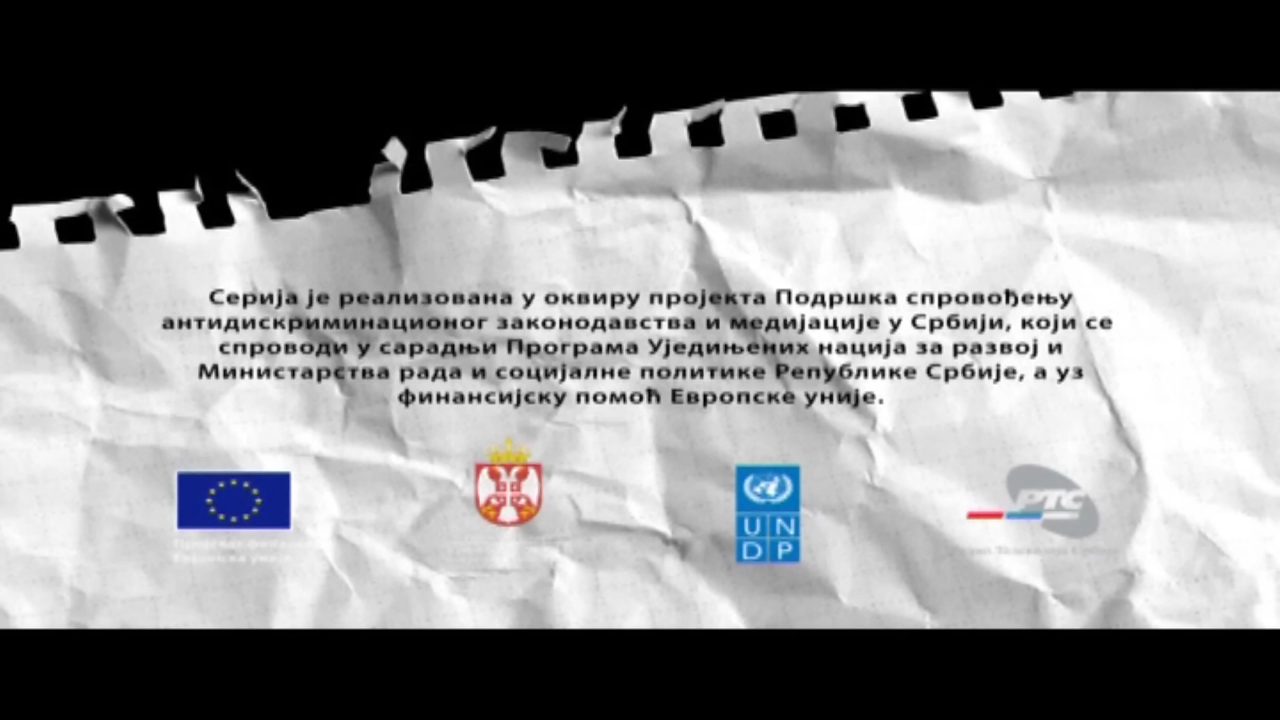 Серија је реализована у оквиру пројекта Подршка спровођењу
антидискриминационог законодавства и медијације у Србији, који се
спроводи у сарадњи Програма Уједињених нација за развој и
Министарства рада и социјалне политике Републике Србије, а уз
финансијску помоћ Европске уније.
РТС
U N
D P